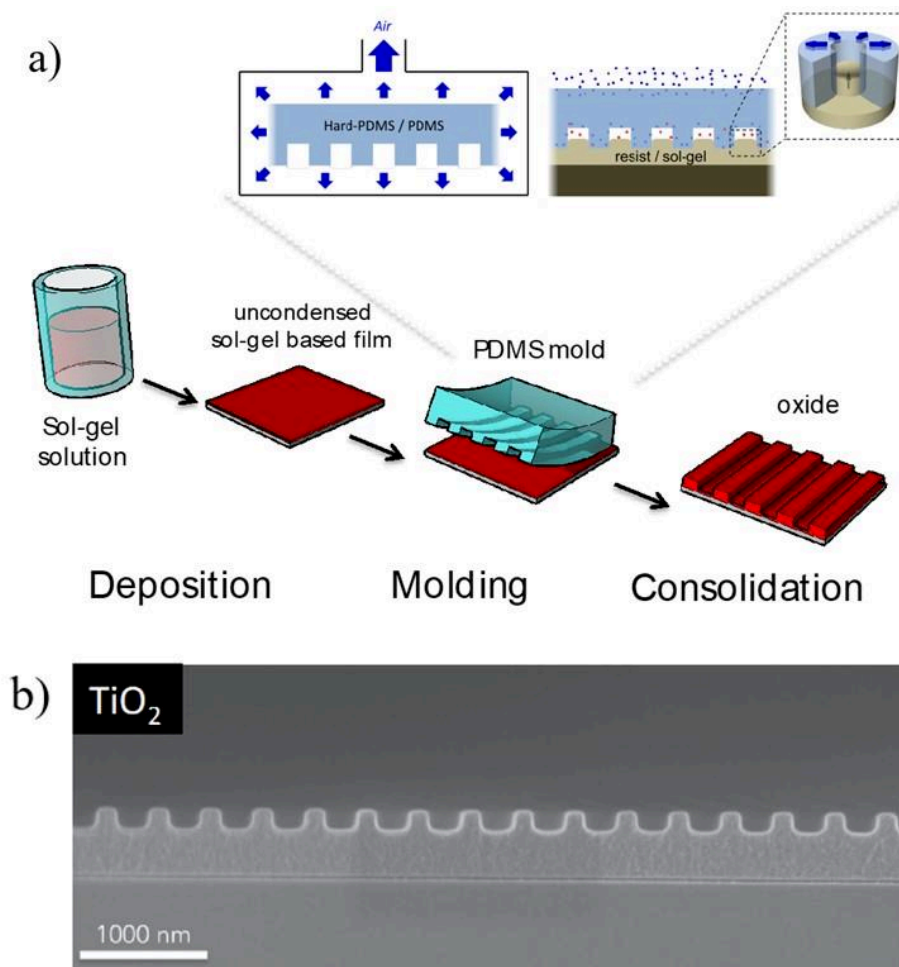 a)
Air
Hard-PDMS / PDMS
resist / sol-gel
uncondensed
sol-gel based film
PDMS mold
oxide
Sol-gel
solution
Deposition
Molding
Consolidation
b)
TiO₂
1000 nm